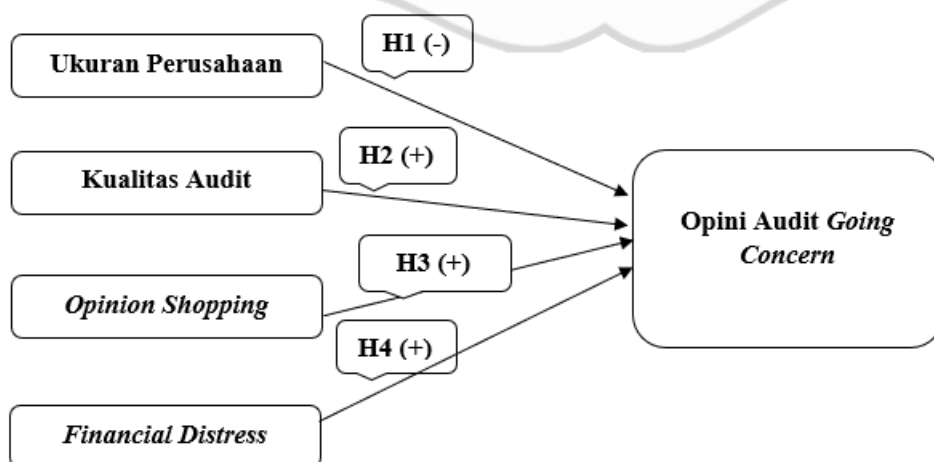 Ukuran Perusahaan
H1 (-)
Kualitas Audit
H2 (+)
Opinion Shopping
H3 (+)
Financial Distress
H4 (+)
Opini Audit Going
Concern